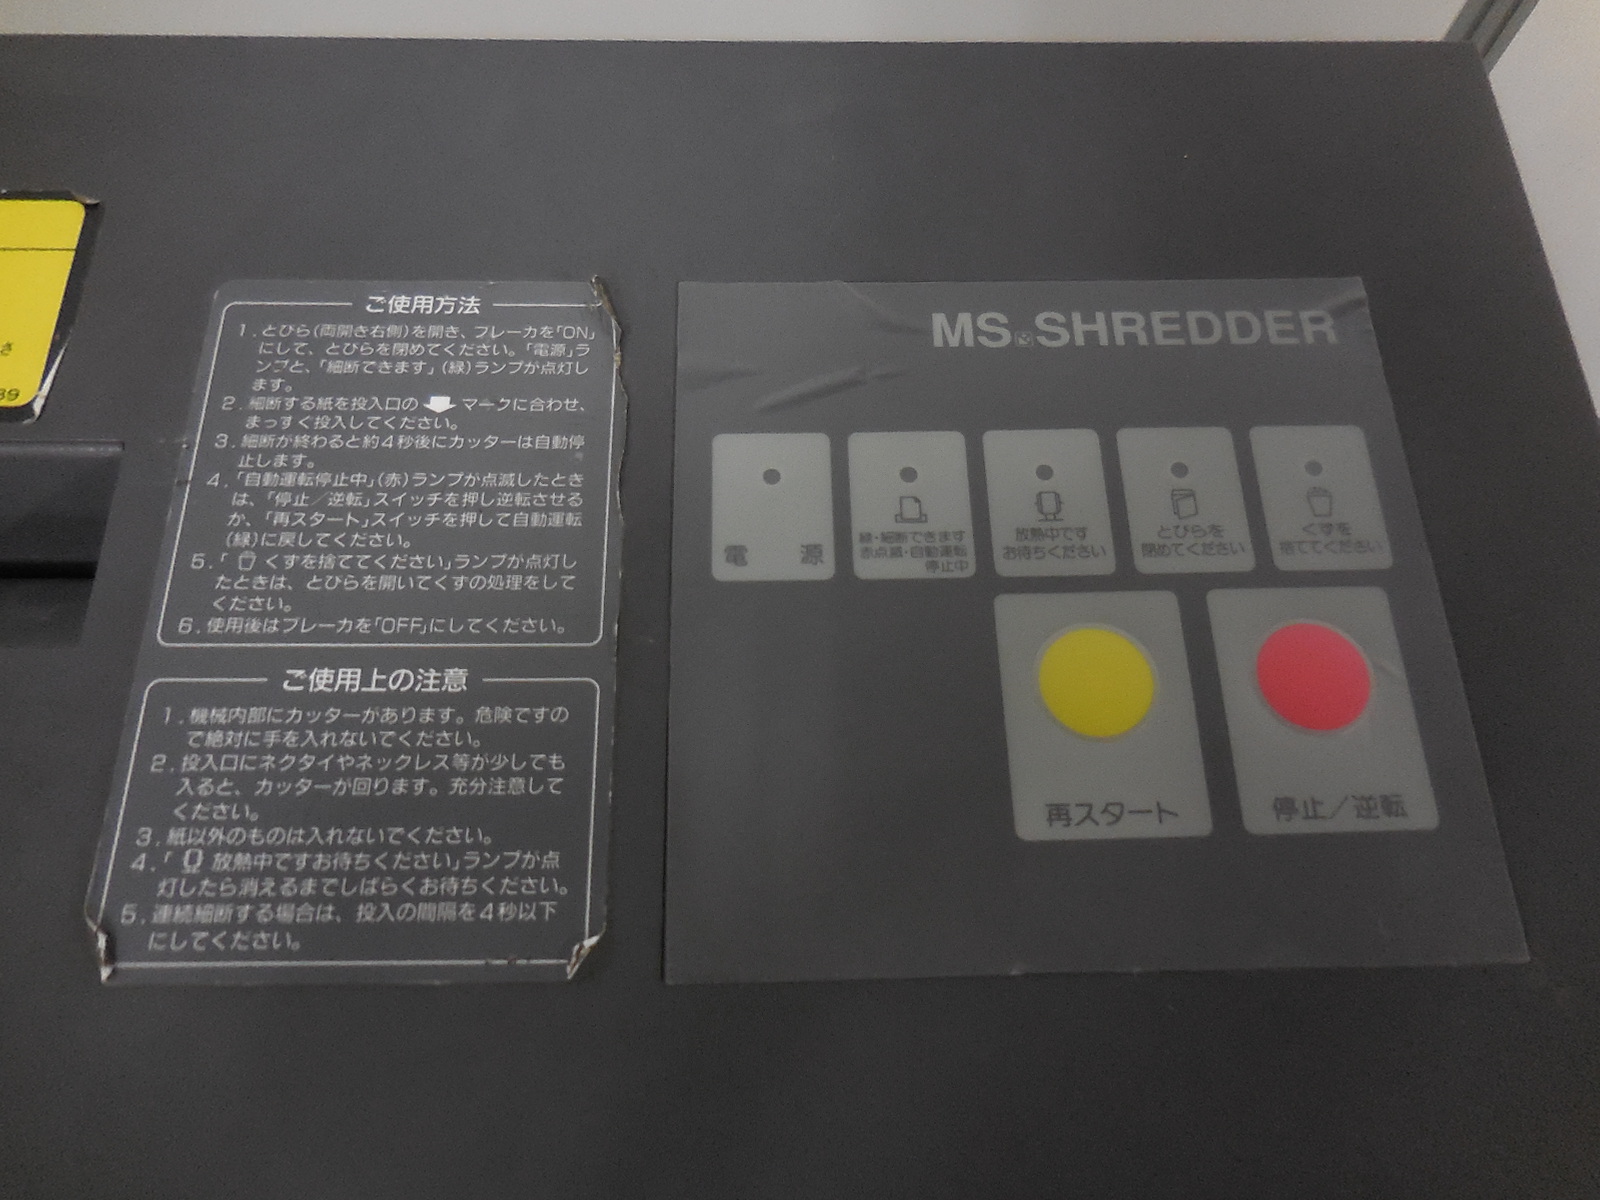 さ
39
ご使用方法
1. とびら(両開き右側)を開き、ブレーカを「ON」
にして、とびらを閉めてください。「電源」ラ
ンプと、「細断できます」(緑)ランプが点灯し
ます。
2. 細断する紙を投入口の マークに合わせ、
まっすぐ投入してください。
3. 細断が終わると約4秒後にカッターは自動停
止します。
4. 「自動運転停止中」(赤)ランプが点滅したとき
は、「停止/逆転」スイッチを押し逆転させる
か、「再スタート」スイッチを押して自動運転
(緑)に戻してください。
5. 「 くずを捨ててください」ランプが点灯し
たときは、とびらを開いてくずの処理をして
ください。
6. 使用後はブレーカを「OFF」にしてください。
ご使用上の注意
1. 機械内部にカッターがあります。危険ですの
で絶対に手を入れないでください。
2. 投入口にネクタイやネックレス等が少しでも
入ると、カッターが回ります。充分注意して
ください。
3. 紙以外のものは入れないでください。
4. 「 放熱中ですお待ちください」ランプが点
灯したら消えるまでしばらくお待ちください。
5. 連続細断する場合は、投入の間隔を4秒以下
にしてください。
MS SHREDDER
電源
緑・細断できます
赤点滅・自動運転
停止中
放熱中です
お待ちください
とびらを
閉めてください
くずを
捨ててください
再スタート
停止/逆転